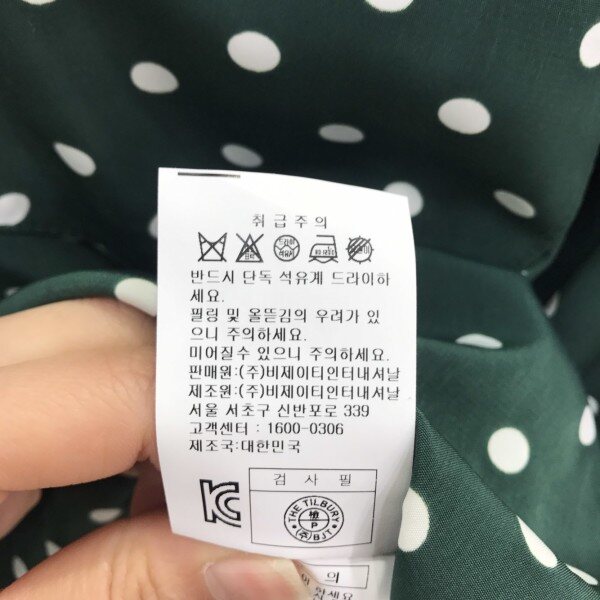 취급주의
반드시 단독 석유계 드라이하
세요.
필링 및 올뜯김의 우려가 있
으니 주의하세요.
미어질수 있으니 주의하세요.
판매원:(주)비제이티인터내셔날
제조원:(주)비제이티인터내셔날
서울 서초구 신반포로 339
고객센터 : 1600-0306
제조국:대한민국
검사필
THE TILBURY
檢
P
(주)BJT